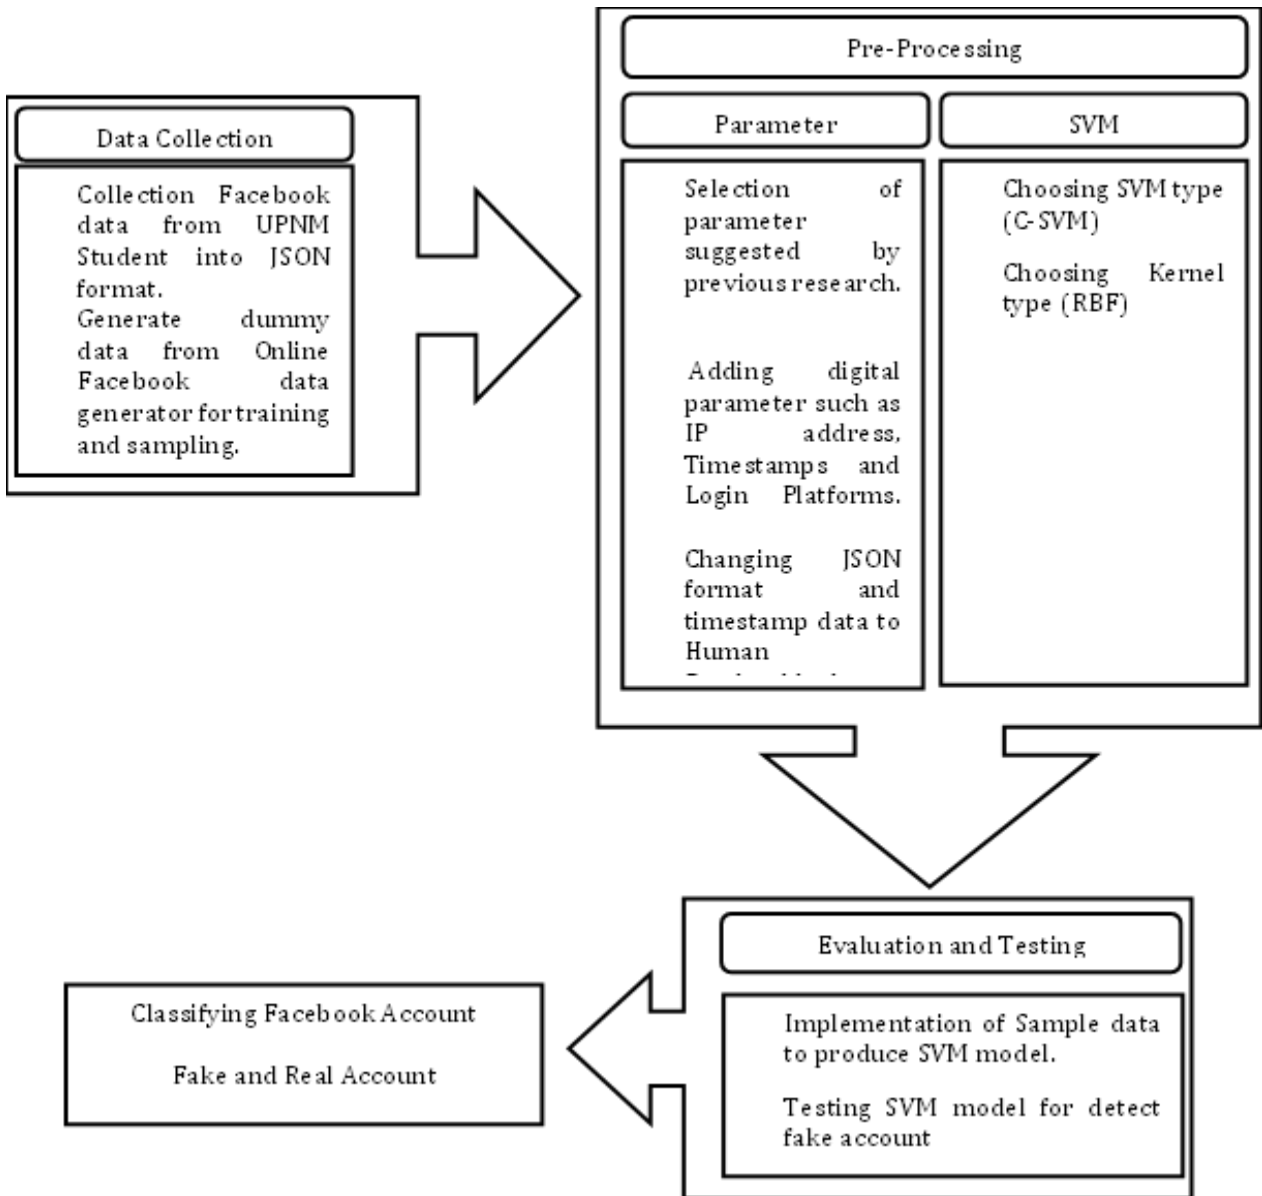 Data Collection
Collection Facebook
data from UPNM
Student into JSON
format.
Generate dummy
data from Online
Facebook data
generator for training
and sampling.
Pre-Processing
Parameter
Selection of
parameter
suggested by
previous research.
Adding digital
parameter such as
IP address,
Timestamps and
Login Platforms.
Changing JSON
format and
timestamp data to
Human
SVM
Choosing SVM type
(C-SVM)
Choosing Kernel
type (RBF)
Evaluation and Testing
Implementation of Sample data
to produce SVM model.
Testing SVM model for detect
fake account
Classifying Facebook Account
Fake and Real Account